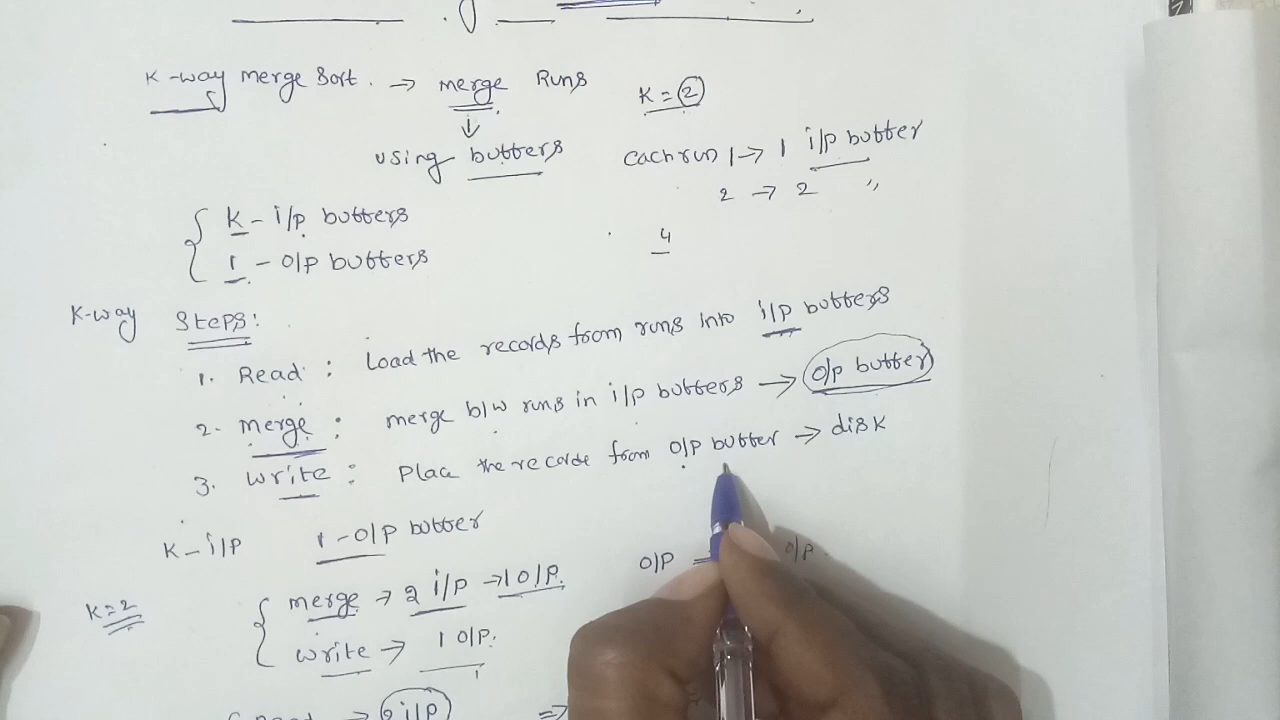 K-way merge Sort. → merge Runs K = 2
↓
using buffers each run 1 → 1 i/p buffer
2 → 2 ,,
{ K - i/p buffers
1 - o/p buffers 4
K-way Steps:
1. Read : Load the records from runs into i/p buffers
2. merge : merge b/w runs in i/p buffers → o/p buffer
3. write : Place the records from o/p buffer → disk
K - i/p 1 - o/p buffer
K=2 { merge → 2 i/p → 1 o/p. o/p o/p
write → 1 o/p.
→ 2 i/p ⇒